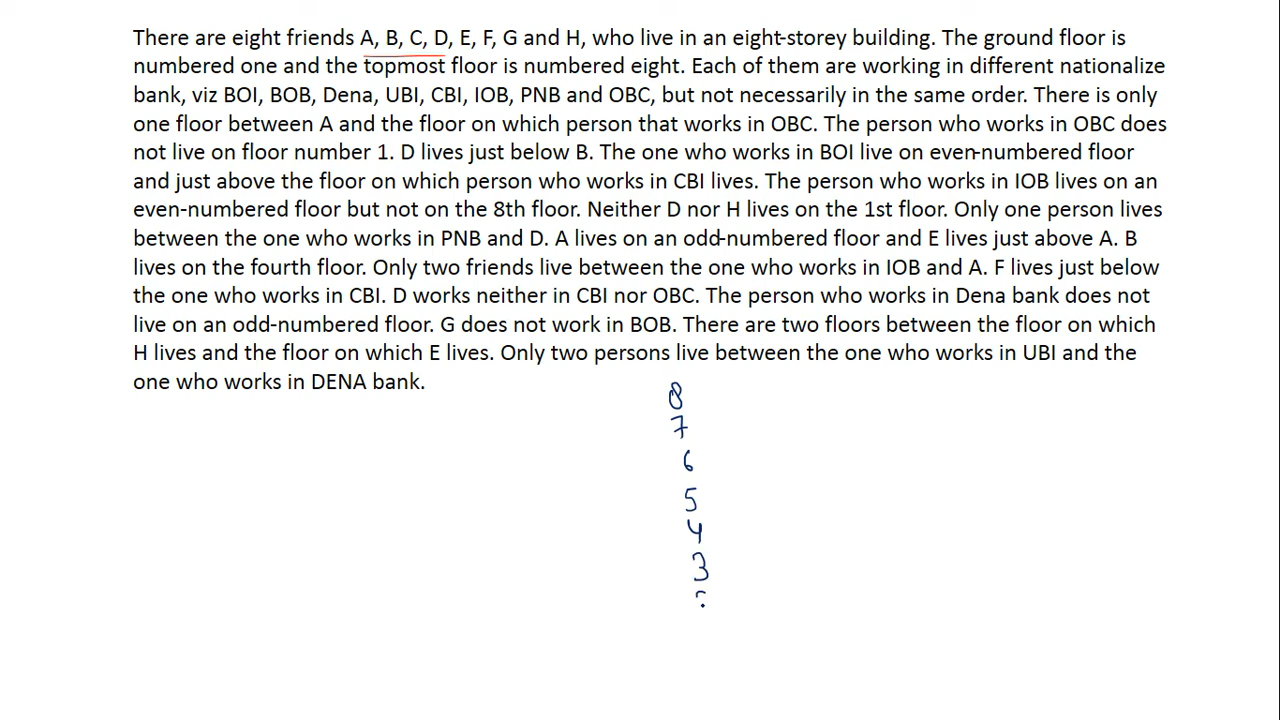 There are eight friends A, B, C, D, E, F, G and H, who live in an eight-storey building. The ground floor is
numbered one and the topmost floor is numbered eight. Each of them are working in different nationalize
bank, viz BOI, BOB, Dena, UBI, CBI, IOB, PNB and OBC, but not necessarily in the same order. There is only
one floor between A and the floor on which person that works in OBC. The person who works in OBC does
not live on floor number 1. D lives just below B. The one who works in BOI live on even-numbered floor
and just above the floor on which person who works in CBI lives. The person who works in IOB lives on an
even-numbered floor but not on the 8th floor. Neither D nor H lives on the 1st floor. Only one person lives
between the one who works in PNB and D. A lives on an odd-numbered floor and E lives just above A. B
lives on the fourth floor. Only two friends live between the one who works in IOB and A. F lives just below
the one who works in CBI. D works neither in CBI nor OBC. The person who works in Dena bank does not
live on an odd-numbered floor. G does not work in BOB. There are two floors between the floor on which
H lives and the floor on which E lives. Only two persons live between the one who works in UBI and the
one who works in DENA bank.
8
7
6
5
4
3